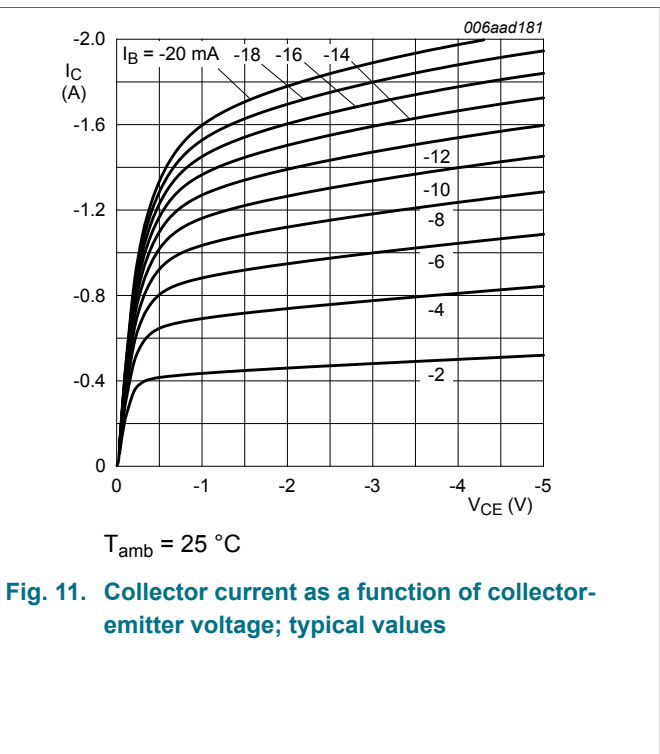 006aad181
-2.0
I_B = -20 mA -18 -16 -14
I_C
(A)
-1.6
-12
-10
-1.2
-8
-6
-0.8
-4
-0.4
-2
0
0 -1 -2 -3 -4 -5
V_CE (V)
T_amb = 25 °C
Fig. 11. Collector current as a function of collector-
emitter voltage; typical values